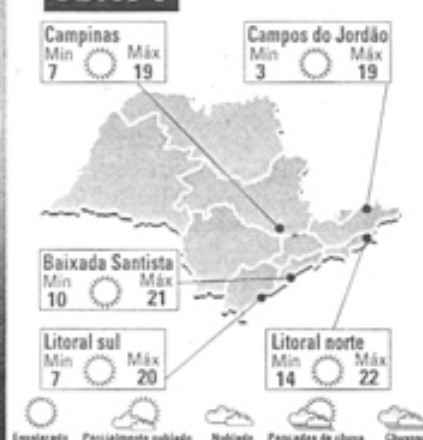 Campinas
Min Máx
7 19
Campos do Jordão
Min Máx
3 19
Baixada Santista
Min Máx
10 21
Litoral sul
Min Máx
7 20
Litoral norte
Min Máx
14 22
Ensolarado Parcialmente nublado Nublado Pancadas de chuva Chuvoso